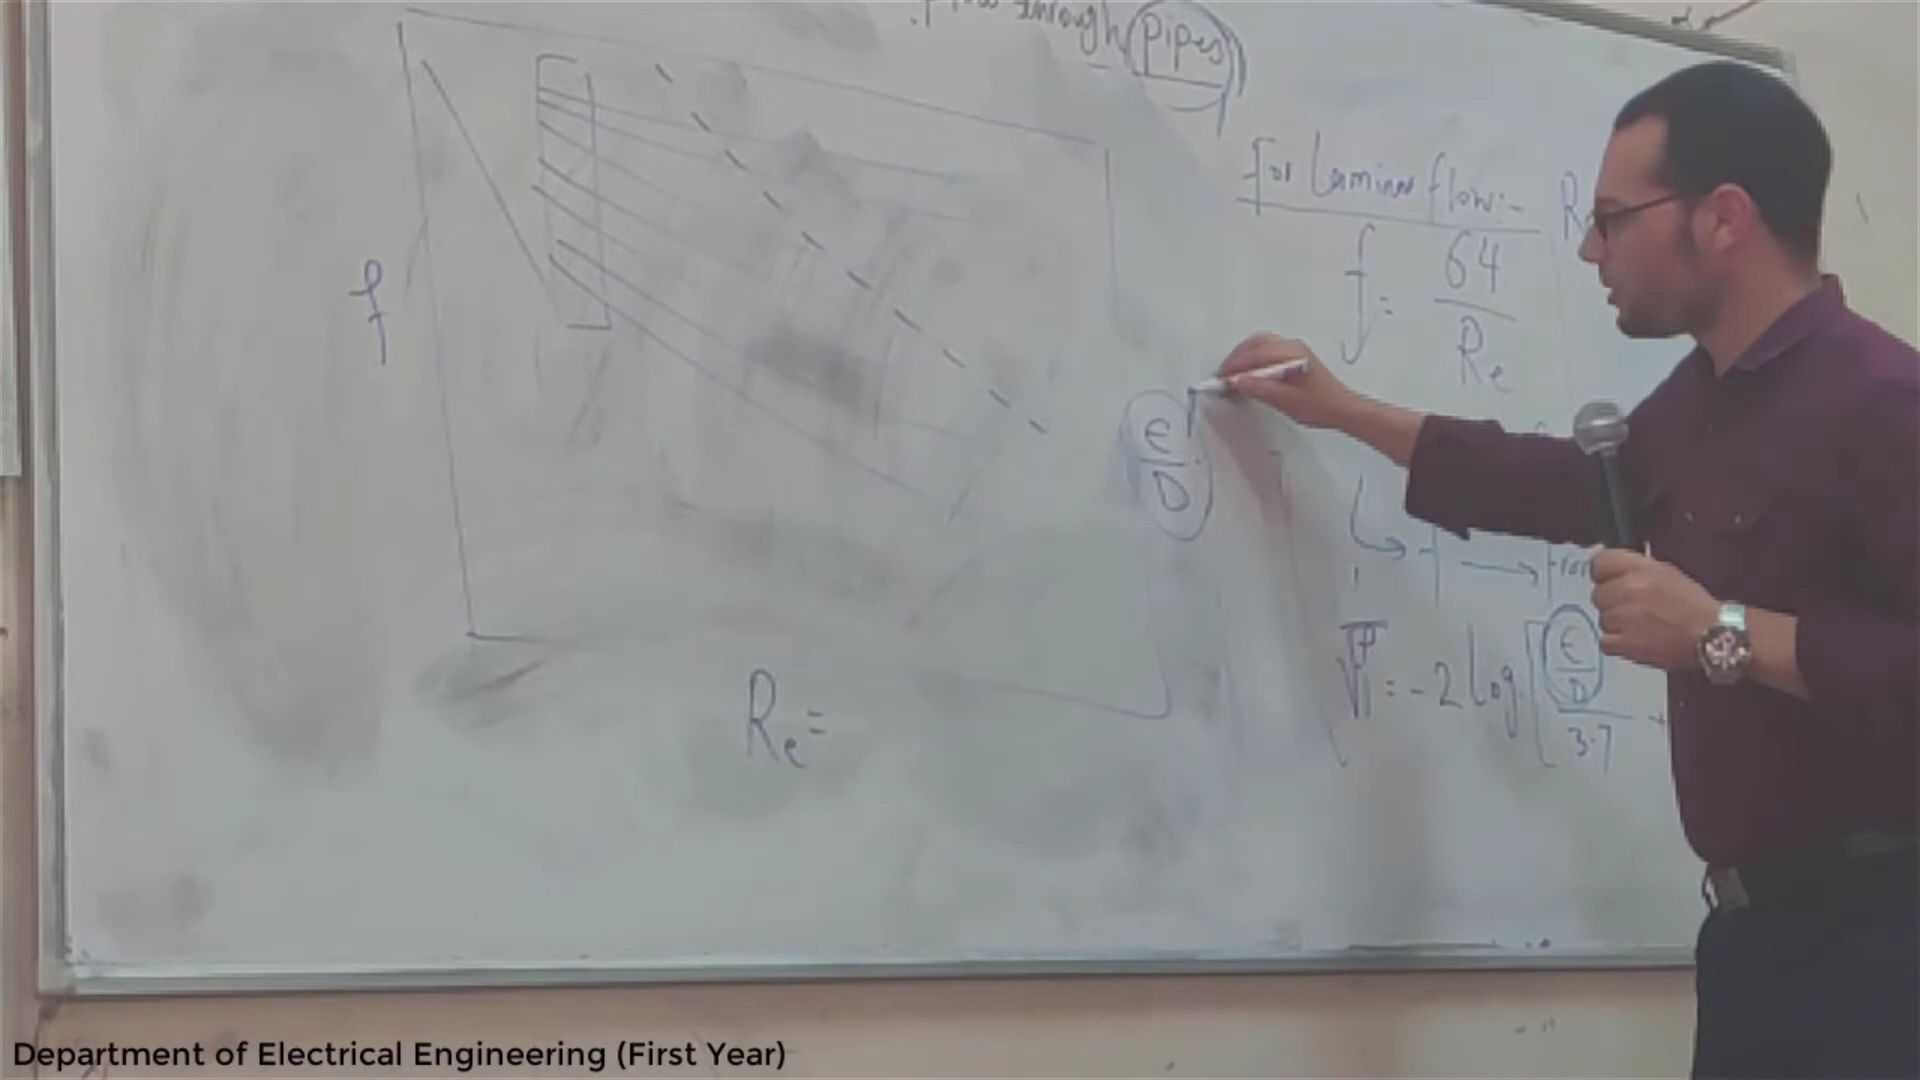 Flow through pipes
For Laminar flow:-
f = 64 / Re
f
ε / D
f → from
√f = -2 log [ ε/D / 3.7 +
Re =
Department of Electrical Engineering (First Year)